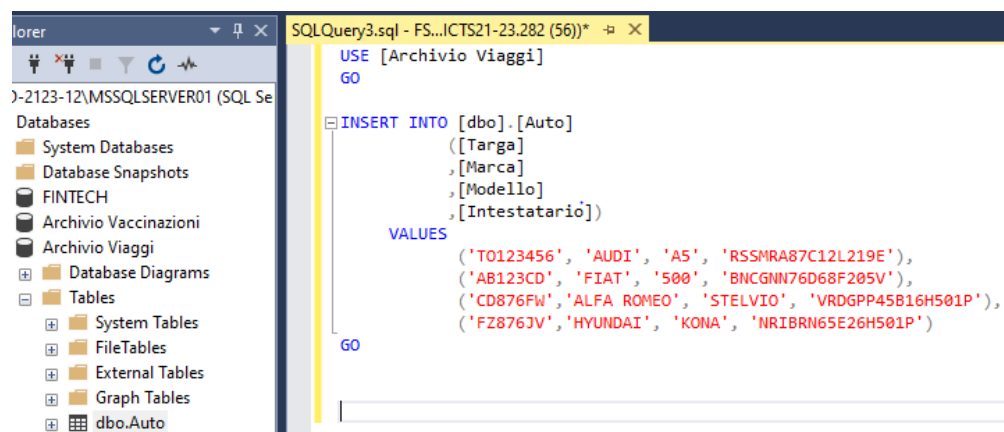 lorer
-2123-12\MSSQLSERVER01 (SQL Se
Databases
System Databases
Database Snapshots
FINTECH
Archivio Vaccinazioni
Archivio Viaggi
Database Diagrams
Tables
System Tables
FileTables
External Tables
Graph Tables
dbo.Auto
SQLQuery3.sql - FS...ICTS21-23.282 (56))*
USE [Archivio Viaggi]
GO
INSERT INTO [dbo].[Auto]
([Targa]
,[Marca]
,[Modello]
,[Intestatario])
VALUES
('TO123456', 'AUDI', 'A5', 'RSSMRA87C12L219E'),
('AB123CD', 'FIAT', '500', 'BNCGNN76D68F205V'),
('CD876FW','ALFA ROMEO', 'STELVIO', 'VRDGPP45B16H501P'),
('FZ876JV','HYUNDAI', 'KONA', 'NRIBRN65E26H501P')
GO